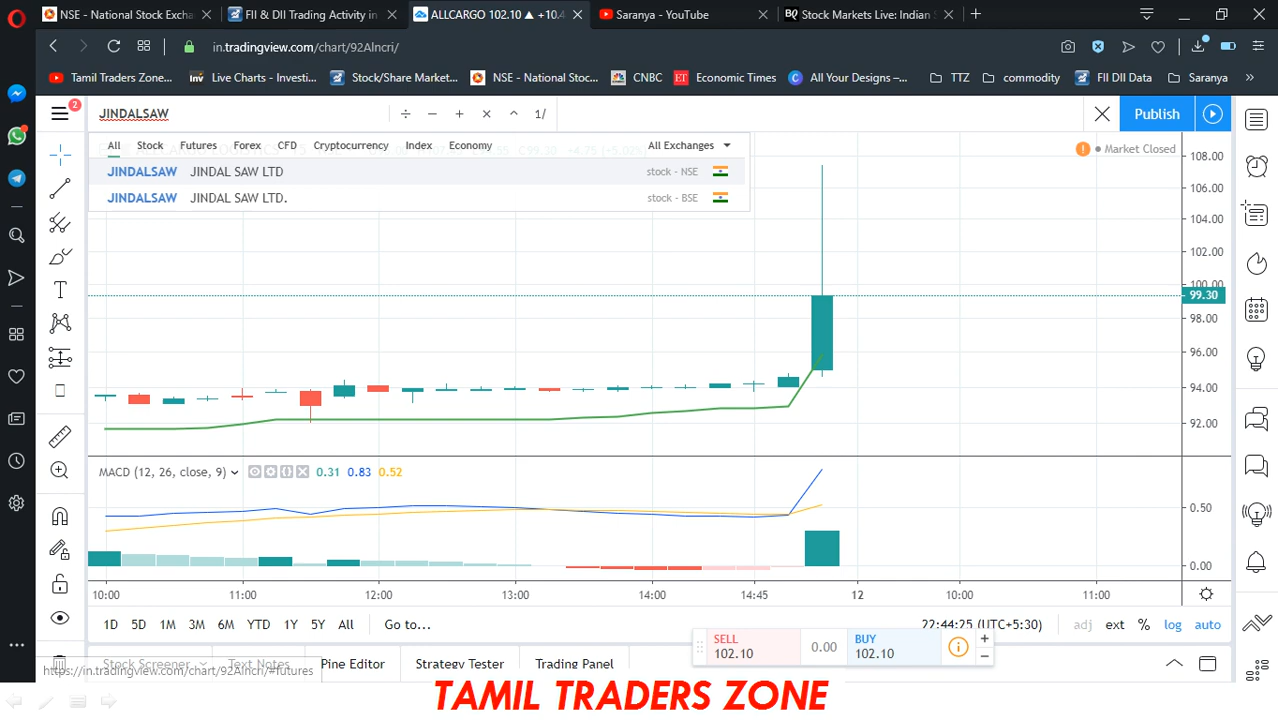 NSE - National Stock Excha
FII & DII Trading Activity in
ALLCARGO 102.10 ▲ +10.4
Saranya - YouTube
BQ Stock Markets Live: Indian S
in.tradingview.com/chart/92AIncri/
Tamil Traders Zone...
Inv Live Charts - Investi...
Stock/Share Market...
NSE - National Stoc...
CNBC
ET Economic Times
C All Your Designs –...
TTZ
commodity
FII DII Data
Saranya
»
2
JINDALSAW
÷ − + × ^ 1/
Publish
All Stock Futures Forex CFD Cryptocurrency Index Economy All Exchanges
JINDALSAW JINDAL SAW LTD stock - NSE
JINDALSAW JINDAL SAW LTD. stock - BSE
Market Closed
108.00
106.00
104.00
102.00
100.00
99.30
98.00
96.00
94.00
92.00
MACD (12, 26, close, 9) 0.31 0.83 0.52
0.50
0.00
10:00 11:00 12:00 13:00 14:00 14:45 12 10:00 11:00
1D 5D 1M 3M 6M YTD 1Y 5Y All Go to... 22:44:25 (UTC+5:30) adj ext % log auto
SELL
102.10
0.00
BUY
102.10
Stock Screener Text Notes Pine Editor Strategy Tester Trading Panel
https://in.tradingview.com/chart/92AIncri/#futures
TAMIL TRADERS ZONE